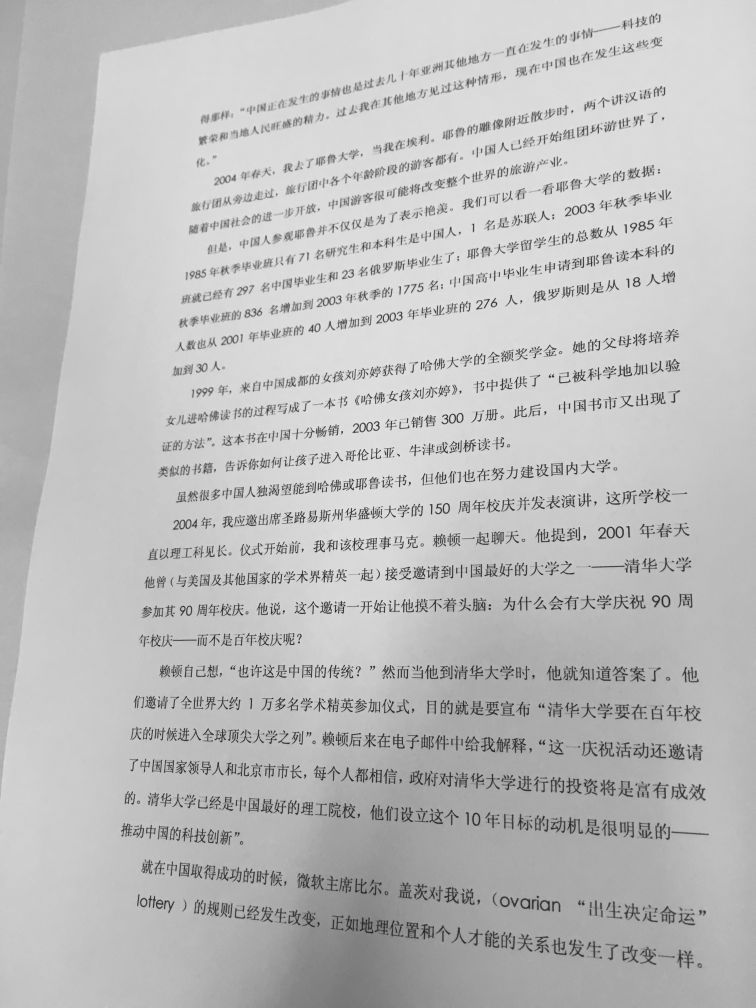 得那样：“中国正在发生的事情也是过去几十年亚洲其他地方一直在发生的事情——科技的
繁荣和当地人民旺盛的精力。过去我在其他地方见过这种情形，现在中国也在发生这些变
化。”
2004 年春天，我去了耶鲁大学，当我在埃利。耶鲁的雕像附近散步时，两个讲汉语的
旅行团从旁边走过，旅行团中各个年龄阶段的游客都有。中国人已经开始组团环游世界了，
随着中国社会的进一步开放，中国游客很可能将改变整个世界的旅游产业。
但是，中国人参观耶鲁并不仅仅是为了表示艳羡。我们可以看一看耶鲁大学的数据：
1985 年秋季毕业班只有 71 名研究生和本科生是中国人，1 名是苏联人；2003 年秋季毕业
班就已经有 297 名中国毕业生和 23 名俄罗斯毕业生了；耶鲁大学留学生的总数从 1985 年
秋季毕业班的 836 名增加到 2003 年秋季的 1775 名；中国高中毕业生申请到耶鲁读本科的
人数也从 2001 年毕业班的 40 人增加到 2003 年毕业班的 276 人，俄罗斯则是从 18 人增
加到 30 人。
1999 年，来自中国成都的女孩刘亦婷获得了哈佛大学的全额奖学金。她的父母将培养
女儿进哈佛读书的过程写成了一本书《哈佛女孩刘亦婷》，书中提供了“已被科学地加以验
证的方法”。这本书在中国十分畅销，2003 年已销售 300 万册。此后，中国书市又出现了
类似的书籍，告诉你如何让孩子进入哥伦比亚、牛津或剑桥读书。
虽然很多中国人独渴望能到哈佛或耶鲁读书，但他们也在努力建设国内大学。
2004 年，我应邀出席圣路易斯州华盛顿大学的 150 周年校庆并发表演讲，这所学校一
直以理工科见长。仪式开始前，我和该校理事马克。赖顿一起聊天。他提到，2001 年春天
他曾（与美国及其他国家的学术界精英一起）接受邀请到中国最好的大学之一——清华大学
参加其 90 周年校庆。他说，这个邀请一开始让他摸不着头脑：为什么会有大学庆祝 90 周
年校庆——而不是百年校庆呢？
赖顿自己想，“也许这是中国的传统？”然而当他到清华大学时，他就知道答案了。他
们邀请了全世界大约 1 万多名学术精英参加仪式，目的就是要宣布“清华大学要在百年校
庆的时候进入全球顶尖大学之列”。赖顿后来在电子邮件中给我解释，“这一庆祝活动还邀请
了中国国家领导人和北京市市长，每个人都相信，政府对清华大学进行的投资将是富有成效
的。清华大学已经是中国最好的理工院校，他们设立这个 10 年目标的动机是很明显的——
推动中国的科技创新”。
就在中国取得成功的时候，微软主席比尔。盖茨对我说，（ovarian “出生决定命运”
lottery ）的规则已经发生改变，正如地理位置和个人才能的关系也发生了改变一样。